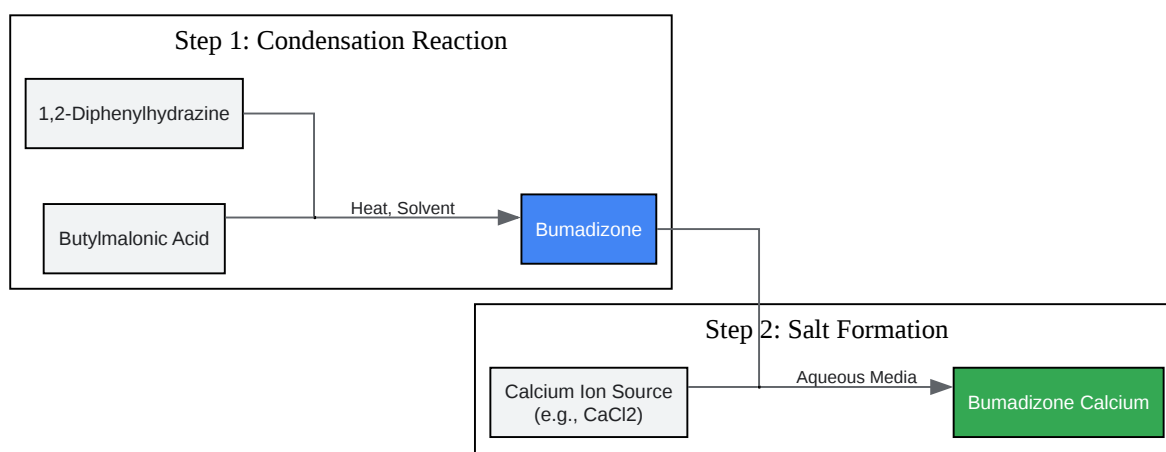 Step 1: Condensation Reaction
1,2-Diphenylhydrazine
Butylmalonic Acid
Heat, Solvent
Bumadizone
Step 2: Salt Formation
Calcium Ion Source
(e.g., CaCl2)
Aqueous Media
Bumadizone Calcium